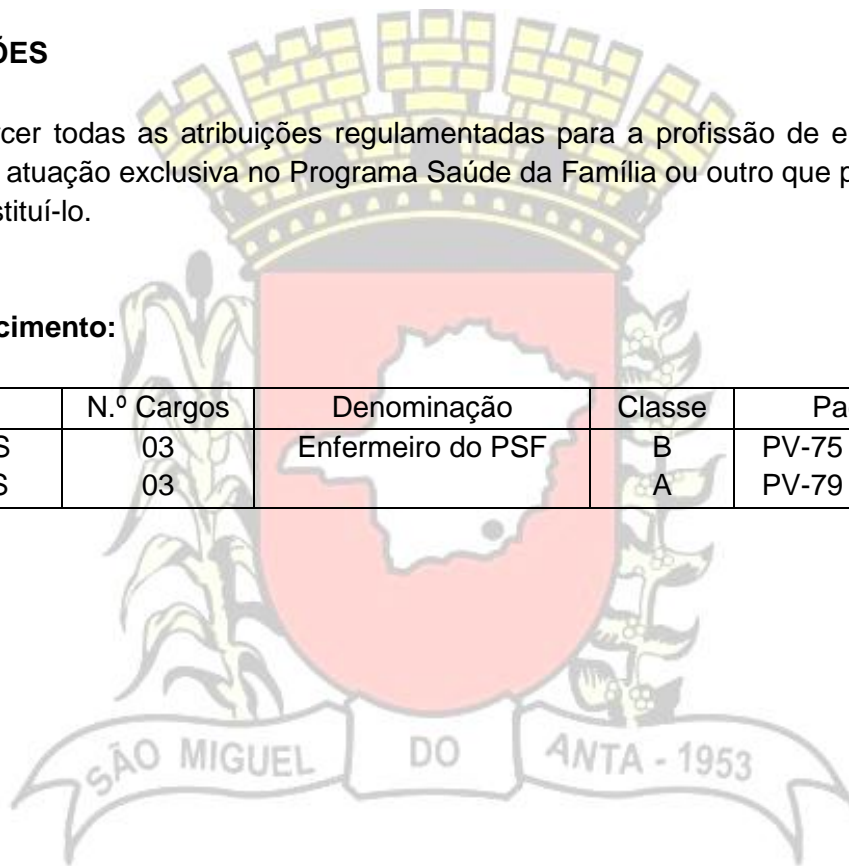 ÕES
rcer todas as atribuições regulamentadas para a profissão de e
atuação exclusiva no Programa Saúde da Família ou outro que p
stituí-lo.
cimento:
N.º Cargos Denominação Classe Pa
S 03 Enfermeiro do PSF B PV-75
S 03 A PV-79
SÃO MIGUEL DO ANTA - 1953